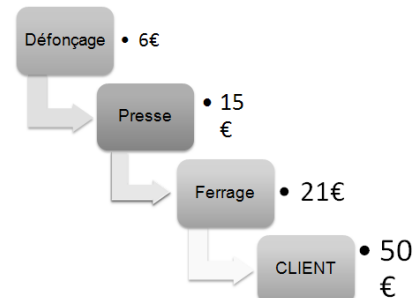 Défonçage
• 6€
Presse
• 15
€
Ferrage
• 21€
CLIENT
• 50
€